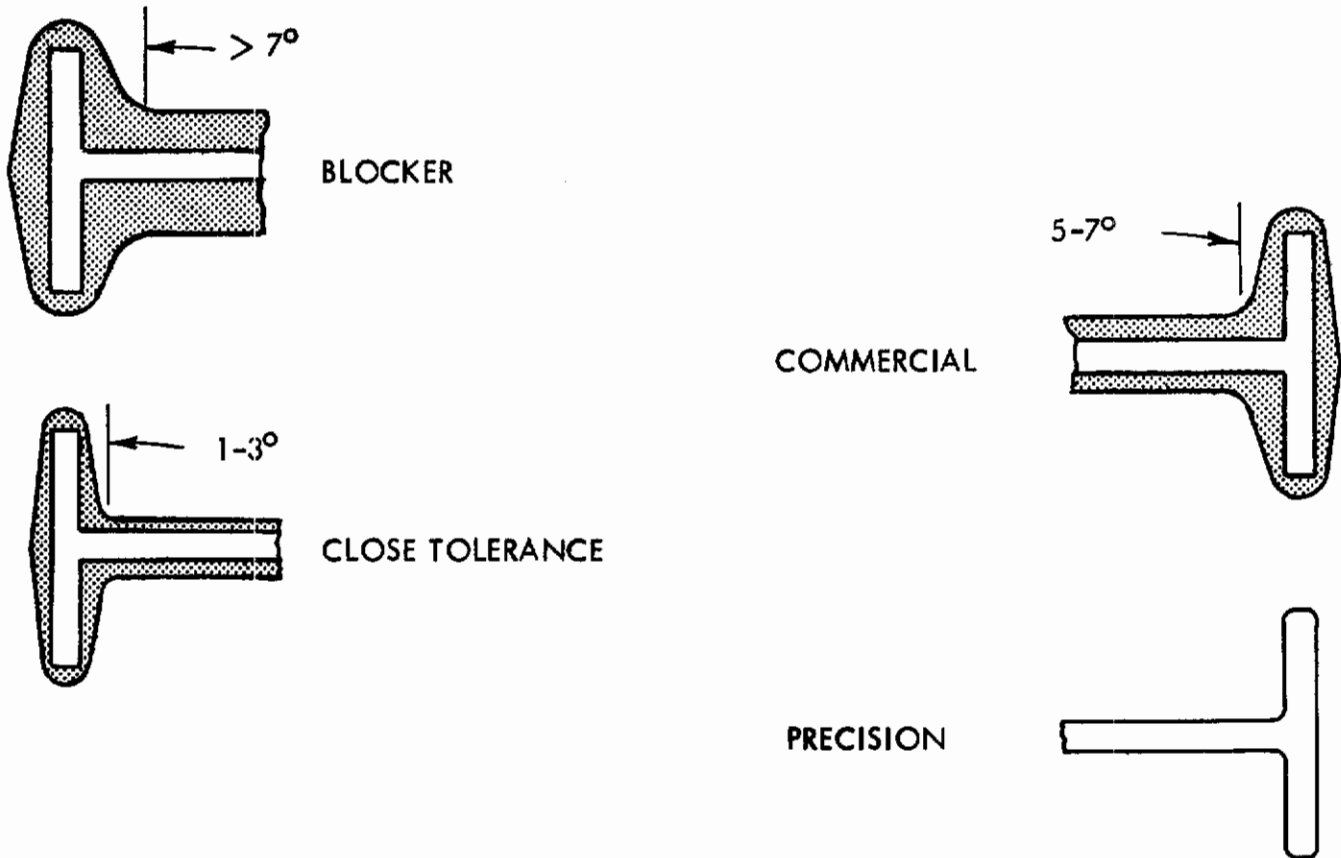 > 7°
BLOCKER
5-7°
COMMERCIAL
1-3°
CLOSE TOLERANCE
PRECISION